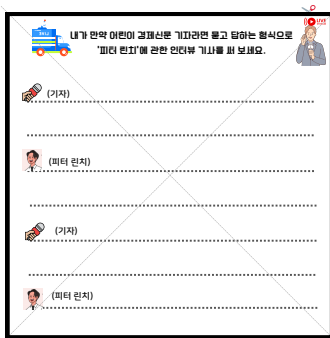 내가 만약 어린이 경제신문 기자라면 묻고 답하는 형식으로
'피터 린치'에 관한 인터뷰 기사를 써 보세요.
LIVE
(기자)
(피터 린치)
(기자)
(피터 린치)